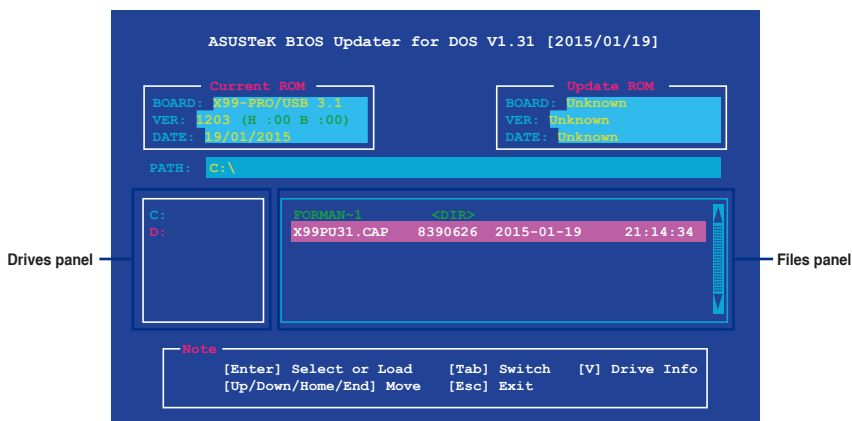 ASUSTeK BIOS Updater for DOS V1.31 [2015/01/19]
Current ROM
BOARD: X99-PRO/USB 3.1
VER: 1203 (H :00 B :00)
DATE: 19/01/2015
Update ROM
BOARD: Unknown
VER: Unknown
DATE: Unknown
PATH: C:\
C:
D:
FORMAN~1 <DIR>
X99PU31.CAP 8390626 2015-01-19 21:14:34
Drives panel
Files panel
Note
[Enter] Select or Load [Tab] Switch [V] Drive Info
[Up/Down/Home/End] Move [Esc] Exit